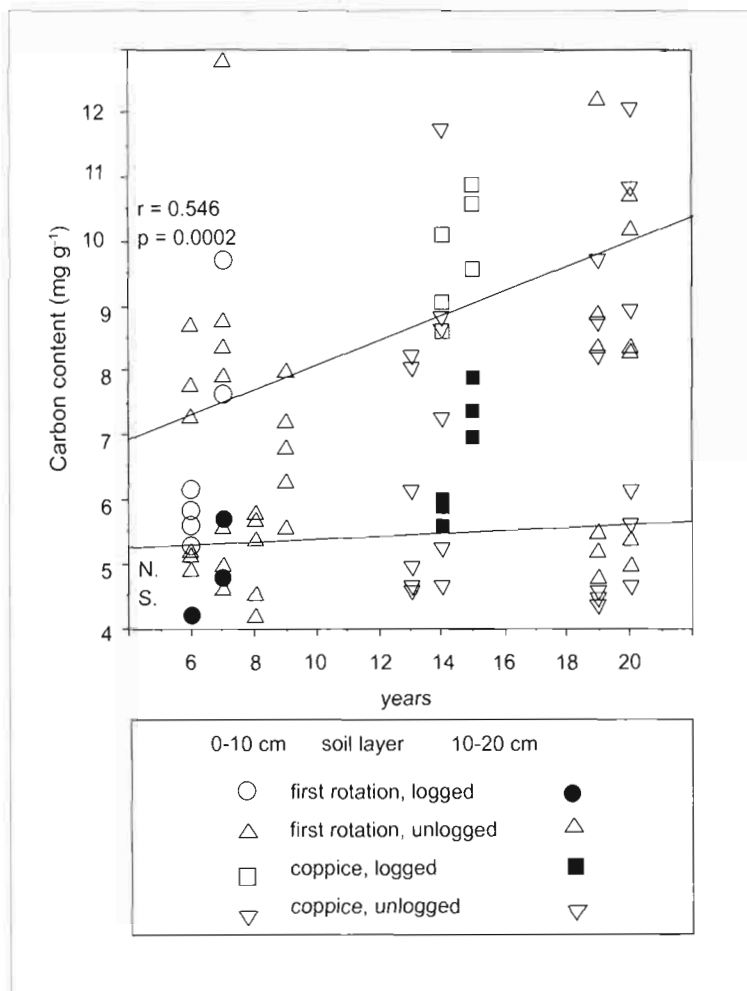 12
11
10
9
8
7
6
5
4
Carbon content (mg g⁻¹)
r = 0.546
p = 0.0002
N.
S.
6 8 10 12 14 16 18 20
years
0-10 cm soil layer 10-20 cm
first rotation, logged
first rotation, unlogged
coppice, logged
coppice, unlogged